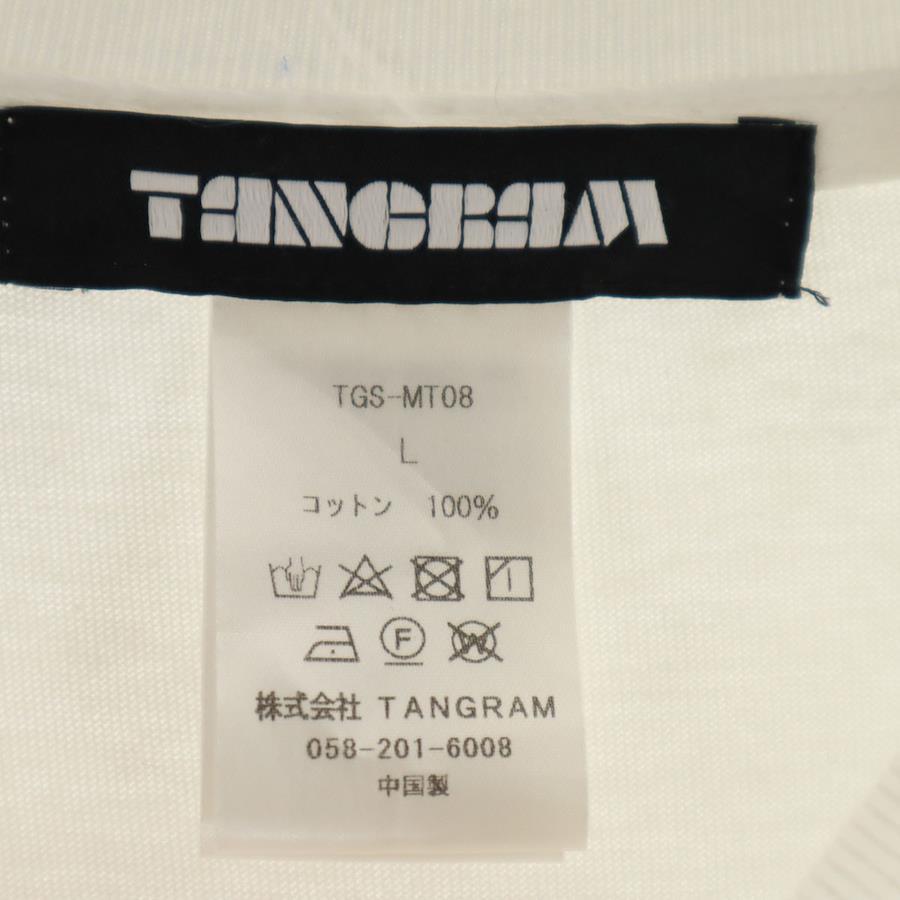 TANGRAM
TGS-MT08
L
コットン 100%
F
W
株式会社 TANGRAM
058-201-6008
中国製